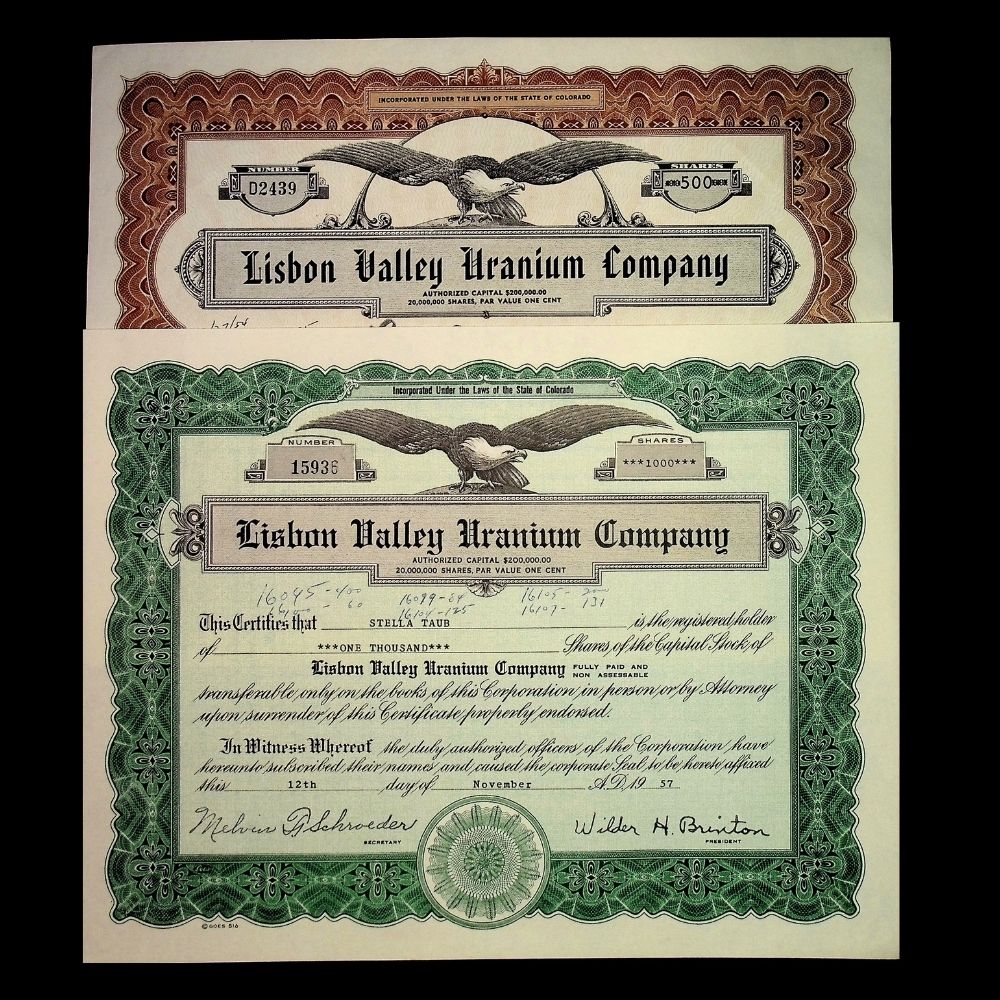 INCORPORATED UNDER THE LAWS OF THE STATE OF COLORADO
NUMBER
D2439
SHARES
500
Lisbon Valley Uranium Company
AUTHORIZED CAPITAL $200,000.00
20,000,000 SHARES, PAR VALUE ONE CENT
Incorporated Under the Laws of the State of Colorado
NUMBER
15936
SHARES
***1000***
Lisbon Valley Uranium Company
AUTHORIZED CAPITAL $200,000.00
20,000,000 SHARES, PAR VALUE ONE CENT
16095-400 16099-84 16105- 200
60 16104-125 16107- 131
This Certifies that STELLA TAUB is the registered holder
of ***ONE THOUSAND*** Shares of the Capital Stock of
Lisbon Valley Uranium Company FULLY PAID AND NON ASSESSABLE
transferable only on the books of this Corporation in person or by Attorney
upon surrender of this Certificate properly endorsed.
In Witness Whereof the duly authorized officers of the Corporation have
hereunto subscribed their names and caused the corporate Seal to be hereto affixed
this 12th day of November A.D. 19 57
Melvin P. Schroeder Wilder H. Brinton
SECRETARY PRESIDENT
© GOES 516